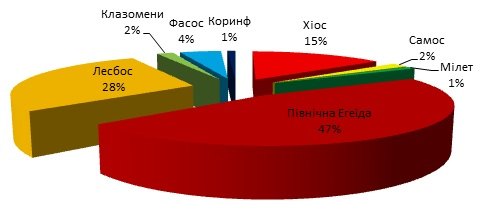 Коринф
1%
Хіос
15%
Самос
2%
Мілет
1%
Північна Егеїда
47%
Лесбос
28%
Клазомени
2%
Фасос
4%